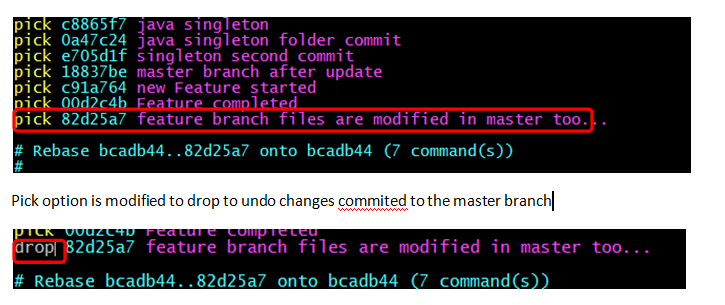 pick c8865f7 java singleton
pick 0a47c24 java singleton folder commit
pick e705d1f singleton second commit
pick 18837be master branch after update
pick c91a764 new Feature started
pick 00d2c4b Feature completed
pick 82d25a7 feature branch files are modified in master too...
# Rebase bcadb44..82d25a7 onto bcadb44 (7 command(s))
#
Pick option is modified to drop to undo changes commited to the master branch
pick 00d2c4b Feature completed
drop 82d25a7 feature branch files are modified in master too...
# Rebase bcadb44..82d25a7 onto bcadb44 (7 command(s))